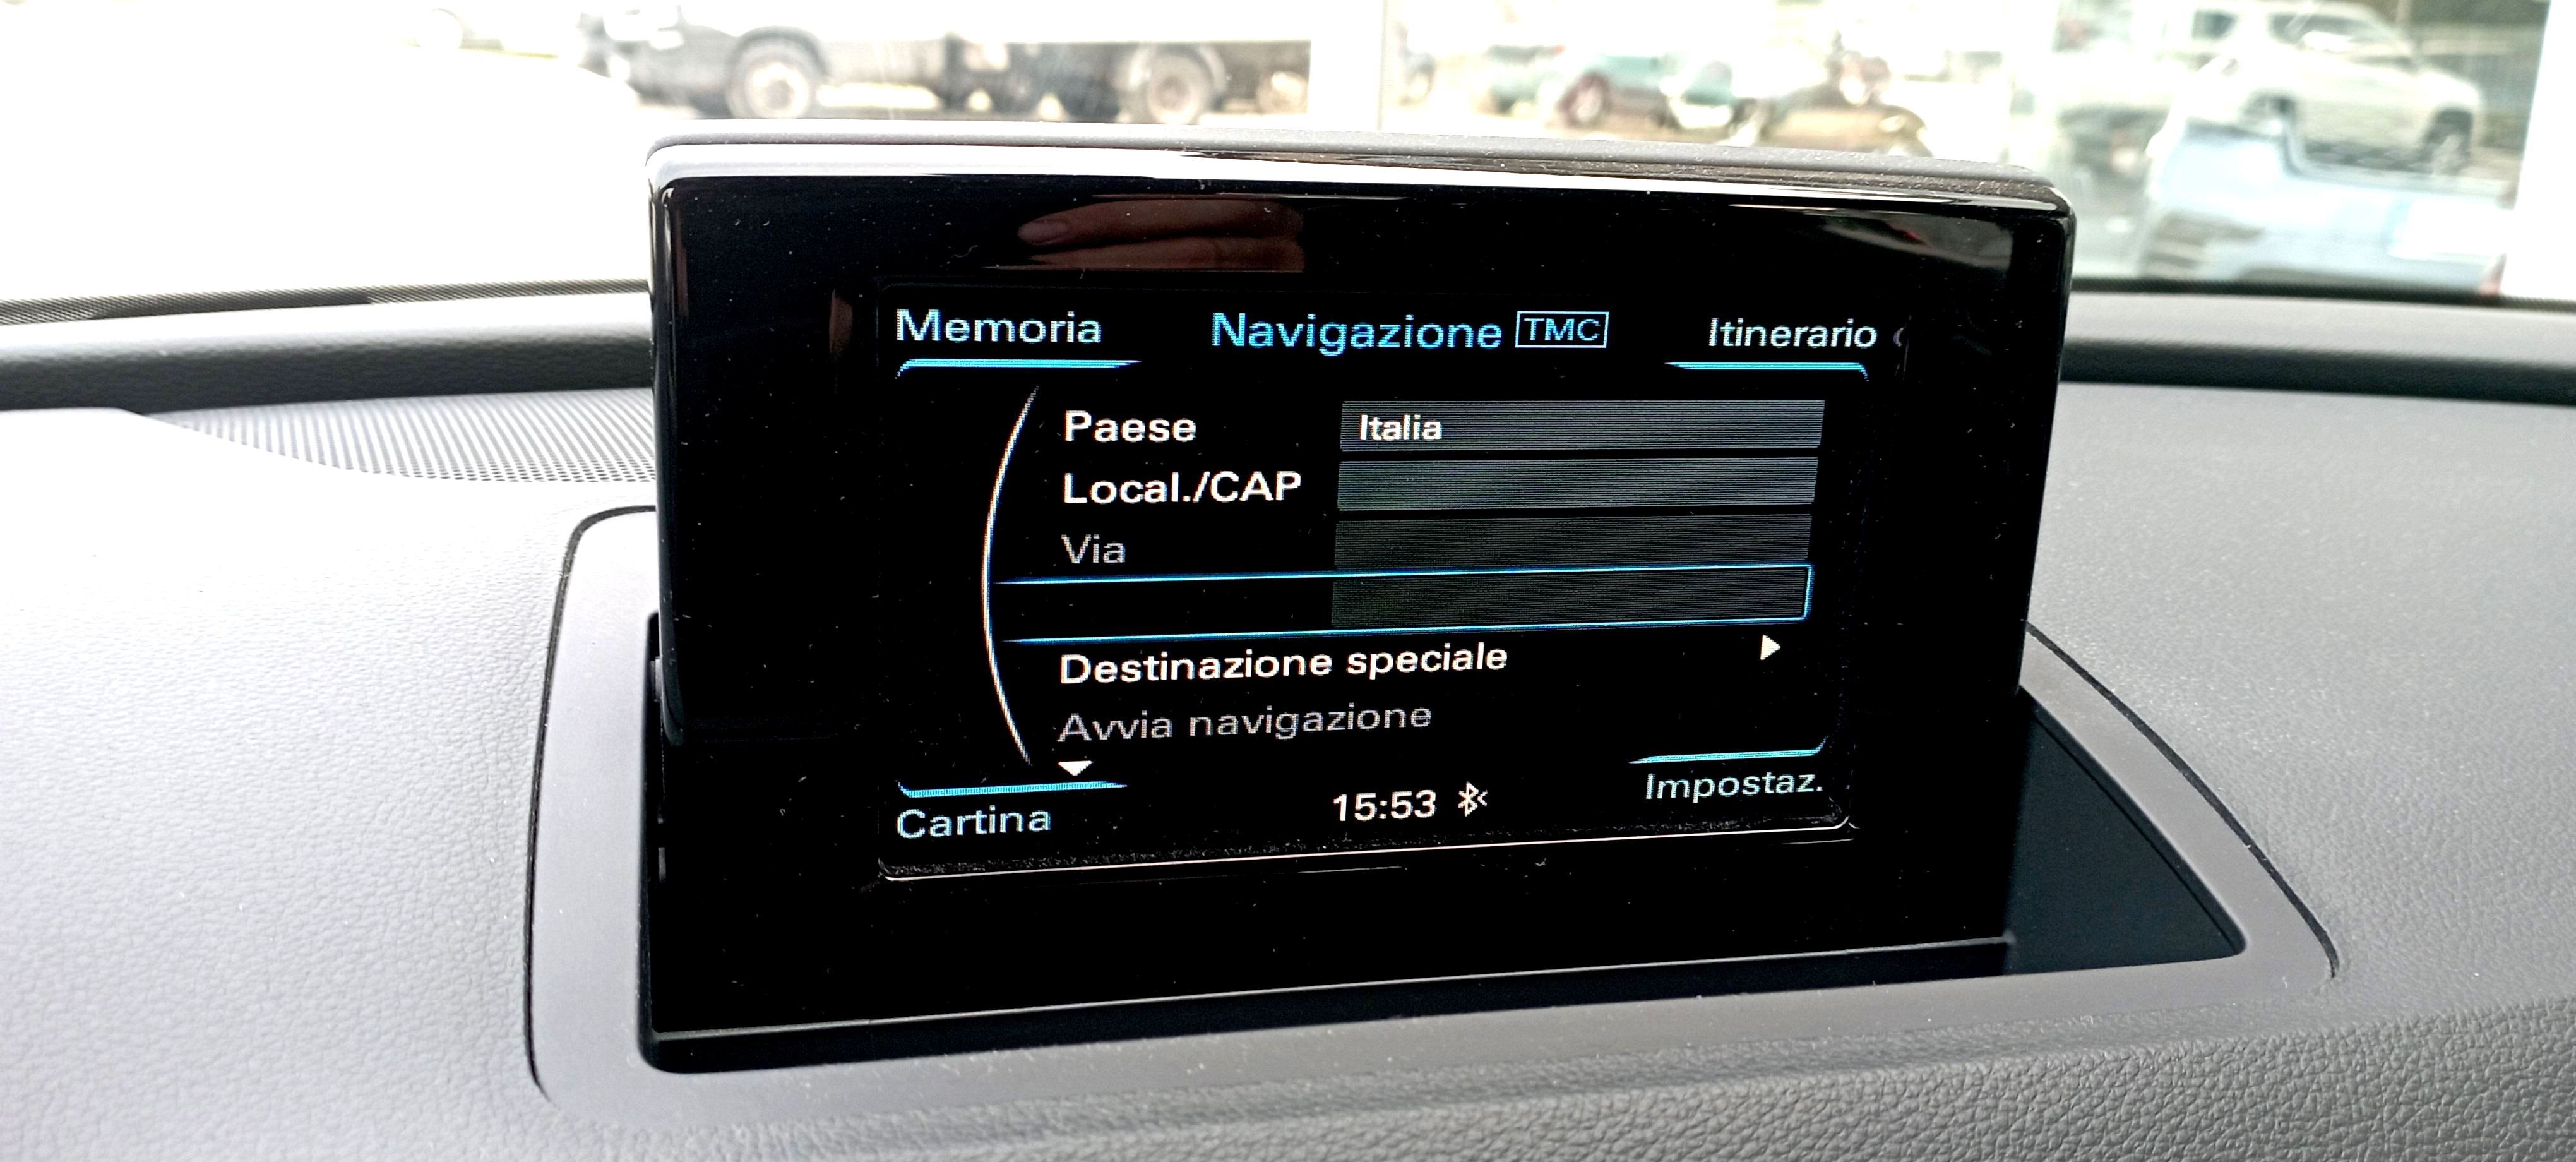 Memoria Navigazione TMC Itinerario
Paese Italia
Local./CAP
Via
Destinazione speciale
Avvia navigazione
Cartina 15:53 Impostaz.